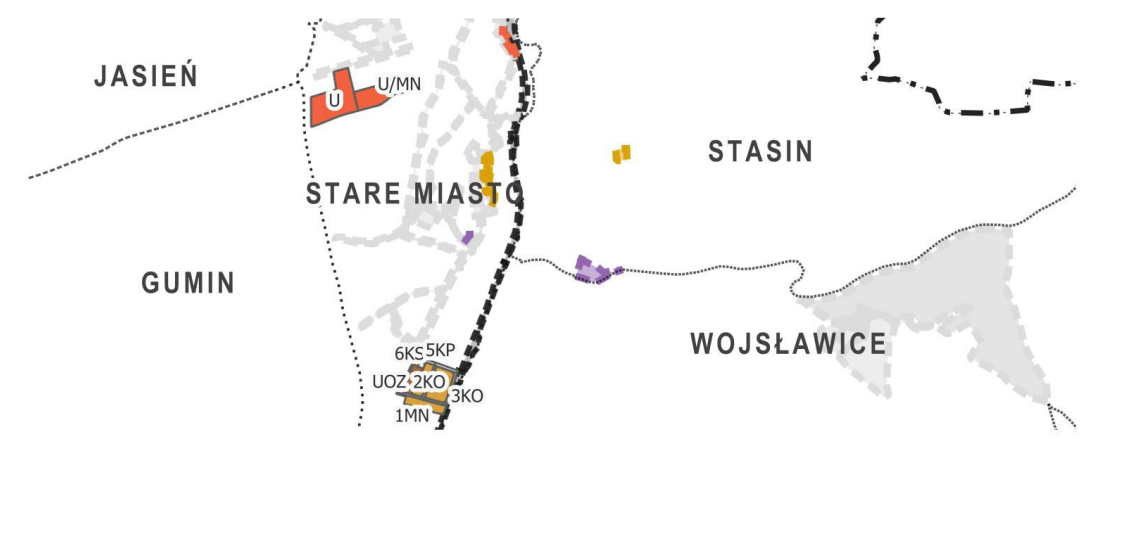 JASIEŃ
U/MN
U
STASIN
STARE MIASTO
GUMIN
WOJSŁAWICE
6KS 5KP
UOZ 2KO
3KO
1MN